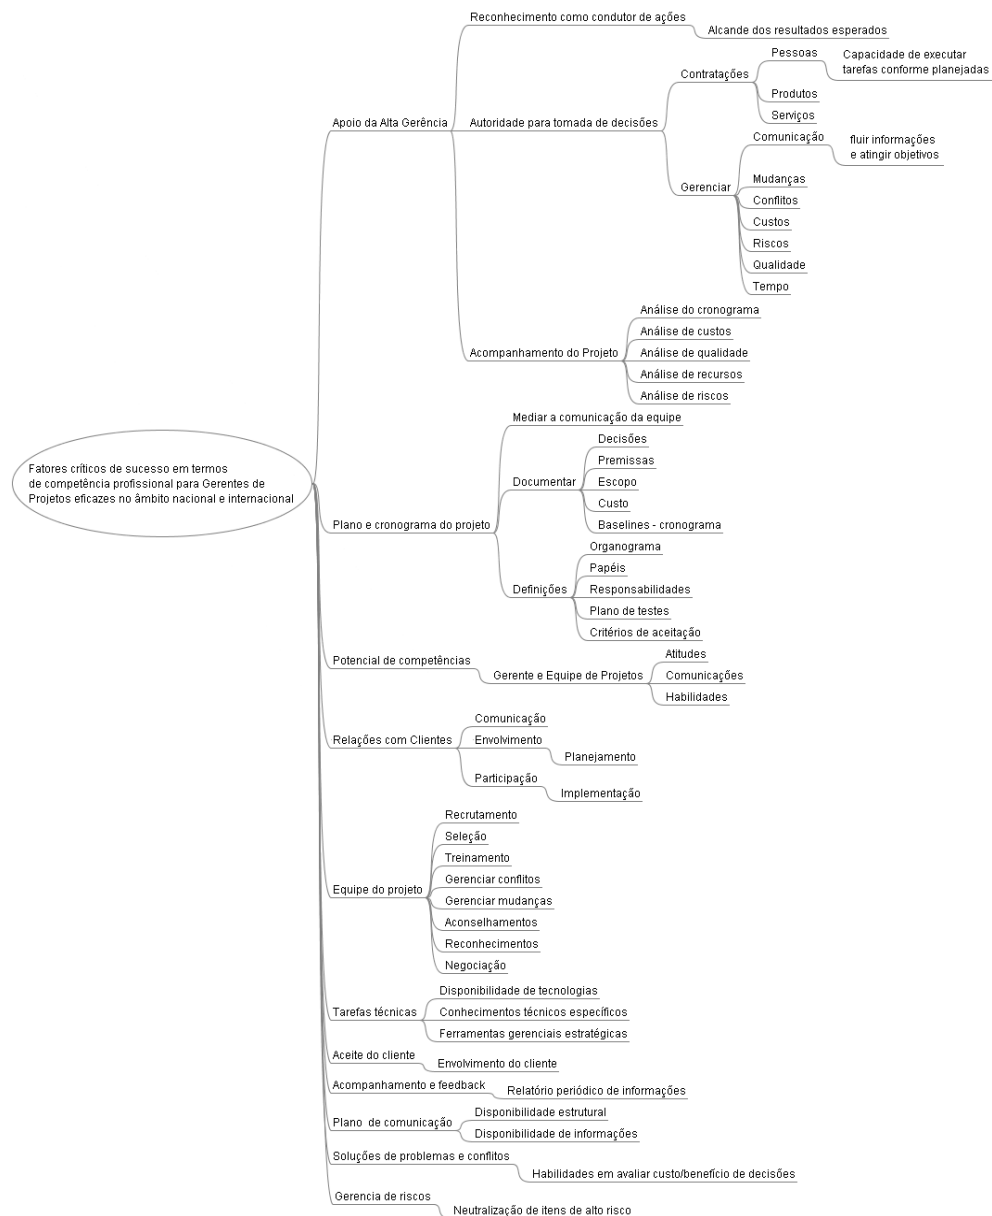 Reconhecimento como condutor de ações
Alcande dos resultados esperados
Pessoas
Capacidade de executar
tarefas conforme planejadas
Contratações
Produtos
Serviços
Apoio da Alta Gerência
Autoridade para tomada de decisões
Comunicação
fluir informações
e atingir objetivos
Gerenciar
Mudanças
Conflitos
Custos
Riscos
Qualidade
Tempo
Acompanhamento do Projeto
Análise do cronograma
Análise de custos
Análise de qualidade
Análise de recursos
Análise de riscos
Fatores críticos de sucesso em termos
de competência profissional para Gerentes de
Projetos eficazes no âmbito nacional e internacional
Plano e cronograma do projeto
Mediar a comunicação da equipe
Documentar
Decisões
Premissas
Escopo
Custo
Baselines - cronograma
Definições
Organograma
Papéis
Responsabilidades
Plano de testes
Critérios de aceitação
Potencial de competências
Gerente e Equipe de Projetos
Atitudes
Comunicações
Habilidades
Relações com Clientes
Comunicação
Envolvimento
Planejamento
Participação
Implementação
Equipe do projeto
Recrutamento
Seleção
Treinamento
Gerenciar conflitos
Gerenciar mudanças
Aconselhamentos
Reconhecimentos
Negociação
Tarefas técnicas
Disponibilidade de tecnologias
Conhecimentos técnicos específicos
Ferramentas gerenciais estratégicas
Aceite do cliente
Envolvimento do cliente
Acompanhamento e feedback
Relatório periódico de informações
Plano de comunicação
Disponibilidade estrutural
Disponibilidade de informações
Soluções de problemas e conflitos
Habilidades em avaliar custo/benefício de decisões
Gerencia de riscos
Neutralização de itens de alto risco